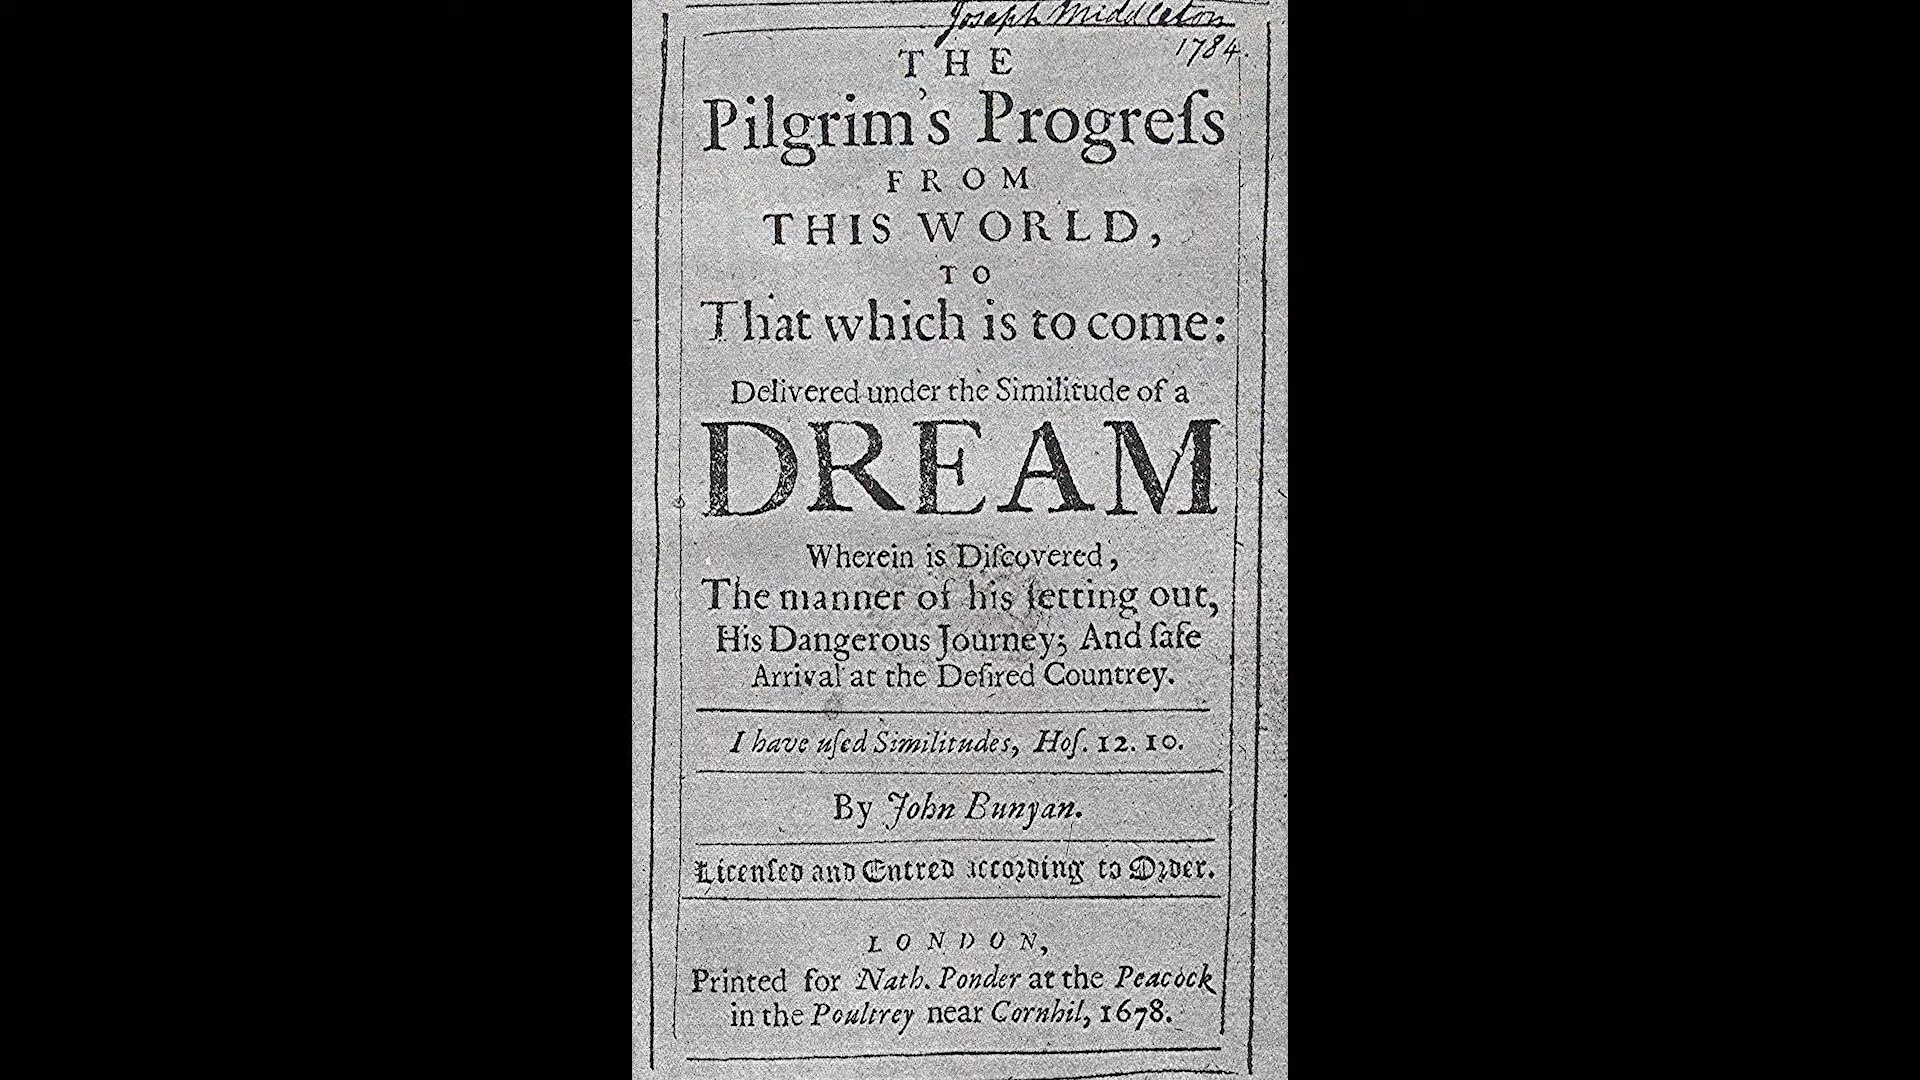 Joseph Middleton
1784.
THE
Pilgrim's Progreſs
FROM
THIS WORLD,
TO
That which is to come:
Delivered under the Similitude of a
DREAM
Wherein is Diſcovered,
The manner of his ſetting out,
His Dangerous Journey; And ſafe
Arrival at the Deſired Countrey.
I have uſed Similitudes, Hoſ. 12. 10.
By John Bunyan.
Licenſed and Entred according to Order.
LONDON,
Printed for Nath. Ponder at the Peacock
in the Poultrey near Cornhil, 1678.